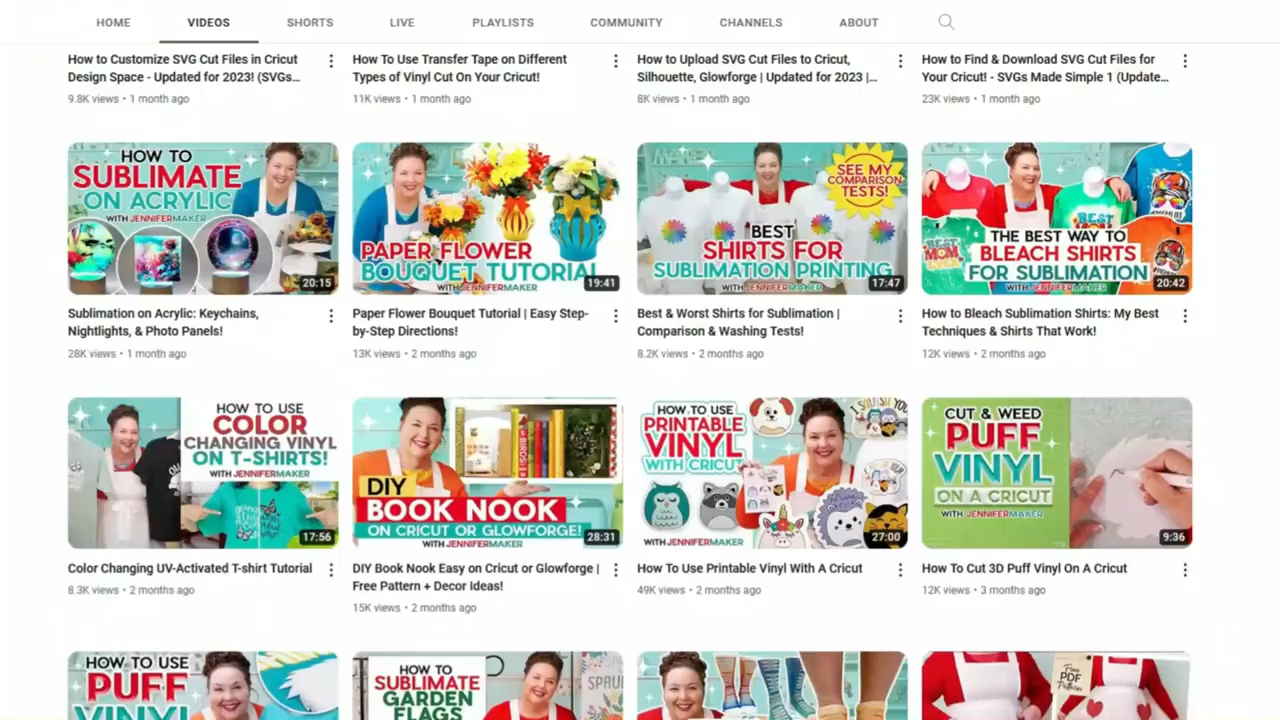 HOME
VIDEOS
SHORTS
LIVE
PLAYLISTS
COMMUNITY
CHANNELS
ABOUT
How to Customize SVG Cut Files in Cricut
Design Space - Updated for 2023! (SVGs...
9.8K views • 1 month ago
How To Use Transfer Tape on Different
Types of Vinyl Cut On Your Cricut!
11K views • 1 month ago
How to Upload SVG Cut Files to Cricut,
Silhouette, Glowforge | Updated for 2023 |...
8K views • 1 month ago
How to Find & Download SVG Cut Files for
Your Cricut! - SVGs Made Simple 1 (Update...
23K views • 1 month ago
HOW TO
SUBLIMATE
ON ACRYLIC
WITH JENNIFERMAKER
20:15
Sublimation on Acrylic: Keychains,
Nightlights, & Photo Panels!
28K views • 1 month ago
PAPER FLOWER
BOUQUET TUTORIAL
WITH JENNIFERMAKER
19:41
Paper Flower Bouquet Tutorial | Easy Step-
by-Step Directions!
13K views • 2 months ago
SEE MY
COMPARISON
TESTS!
BEST
SHIRTS FOR
SUBLIMATION PRINTING
WITH JENNIFERMAKER
17:47
Best & Worst Shirts for Sublimation |
Comparison & Washing Tests!
8.2K views • 2 months ago
BEST
BEST
MOM
THE BEST WAY TO
BLEACH SHIRTS
FOR SUBLIMATION
WITH JENNIFERMAKER
20:42
How to Bleach Sublimation Shirts: My Best
Techniques & Shirts That Work!
12K views • 2 months ago
HOW TO USE
COLOR
CHANGING VINYL
ON T-SHIRTS!
WITH JENNIFERMAKER
17:56
Color Changing UV-Activated T-shirt Tutorial
8.3K views • 2 months ago
DIY
BOOK NOOK
ON CRICUT OR GLOWFORGE!
WITH JENNIFERMAKER
28:31
DIY Book Nook Easy on Cricut or Glowforge |
Free Pattern + Decor Ideas!
15K views • 2 months ago
HOW TO USE
PRINTABLE
VINYL
WITH CRICUT
WITH JENNIFERMAKER
27:00
How To Use Printable Vinyl With A Cricut
49K views • 2 months ago
CUT & WEED
PUFF
VINYL
ON A CRICUT
WITH JENNIFERMAKER
9:36
How To Cut 3D Puff Vinyl On A Cricut
12K views • 3 months ago
HOW TO USE
PUFF
VINYL
HOW TO
SUBLIMATE
GARDEN
FLAGS
Free
PDF
Pattern